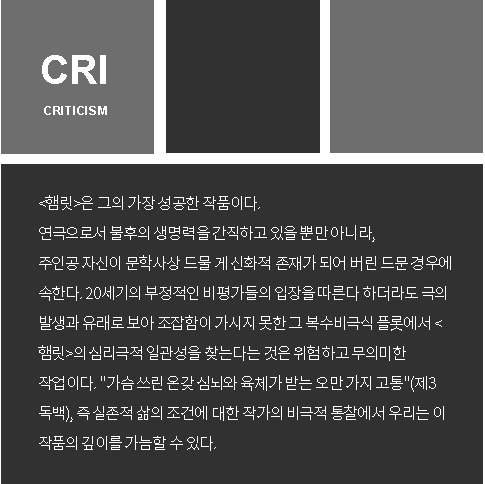 CRI
CRITICISM
<햄릿>은 그의 가장 성공한 작품이다.
연극으로서 불후의 생명력을 간직하고 있을 뿐만 아니라,
주인공 자신이 문학사상 드물 게 신화적 존재가 되어 버린 드문 경우에
속한다. 20세기의 부정적인 비평가들의 입장을 따른다 하더라도 극의
발생과 유래로 보아 조잡함이 가시지 못한 그 복수비극식 플롯에서 <
햄릿>의 심리극적 일관성을 찾는다는 것은 위험하고 무의미한
작업이다. "가슴 쓰린 온갖 심뇌와 육체가 받는 오만 가지 고통"(제3
독백), 즉 실존적 삶의 조건에 대한 작가의 비극적 통찰에서 우리는 이
작품의 깊이를 가늠할 수 있다.